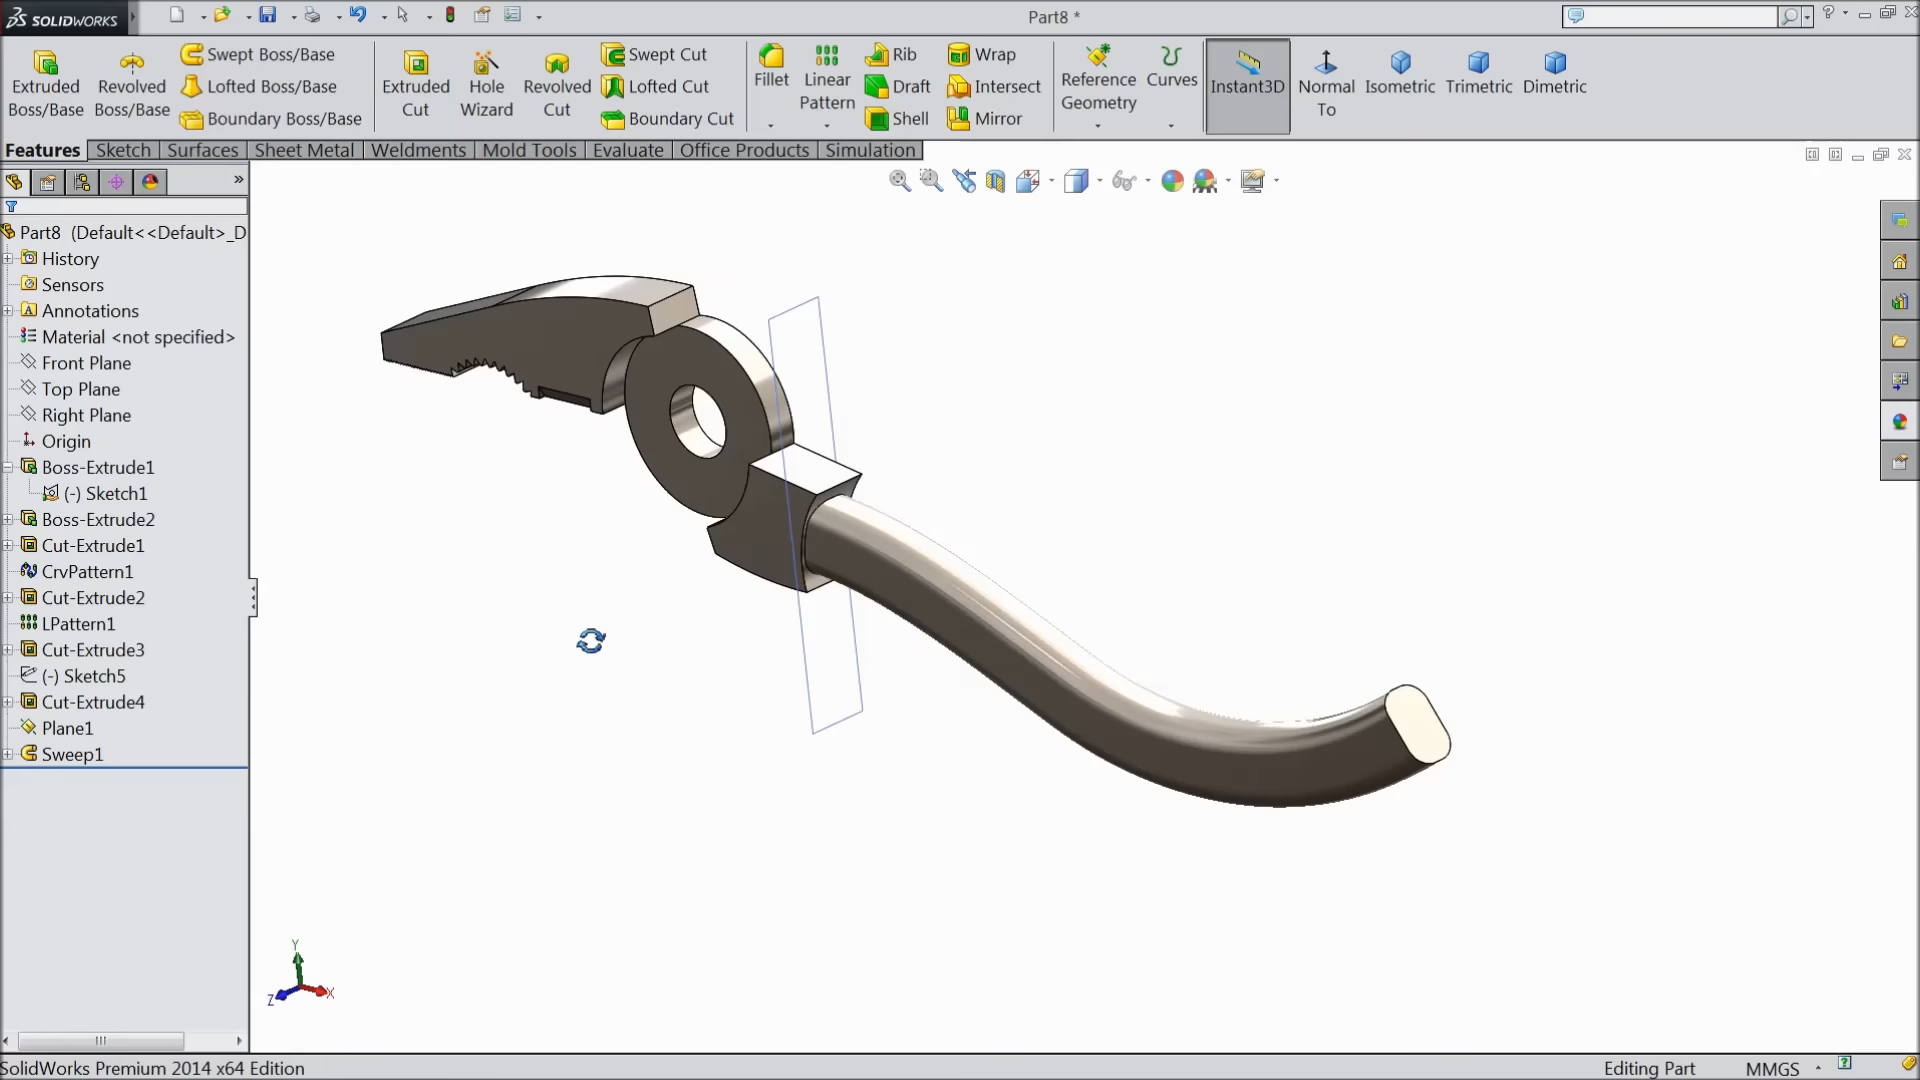 SOLIDWORKS
Part8 *
Extruded Boss/Base
Revolved Boss/Base
Swept Boss/Base
Lofted Boss/Base
Boundary Boss/Base
Extruded Cut
Hole Wizard
Revolved Cut
Swept Cut
Lofted Cut
Boundary Cut
Fillet
Linear Pattern
Rib
Draft
Shell
Wrap
Intersect
Mirror
Reference Geometry
Curves
Instant3D
Normal To
Isometric
Trimetric
Dimetric
Features Sketch Surfaces Sheet Metal Weldments Mold Tools Evaluate Office Products Simulation
Part8 (Default<<Default>_D
History
Sensors
Annotations
Material <not specified>
Front Plane
Top Plane
Right Plane
Origin
Boss-Extrude1
(-) Sketch1
Boss-Extrude2
Cut-Extrude1
CrvPattern1
Cut-Extrude2
LPattern1
Cut-Extrude3
(-) Sketch5
Cut-Extrude4
Plane1
Sweep1
Y
Z
X
SolidWorks Premium 2014 x64 Edition
Editing Part
MMGS